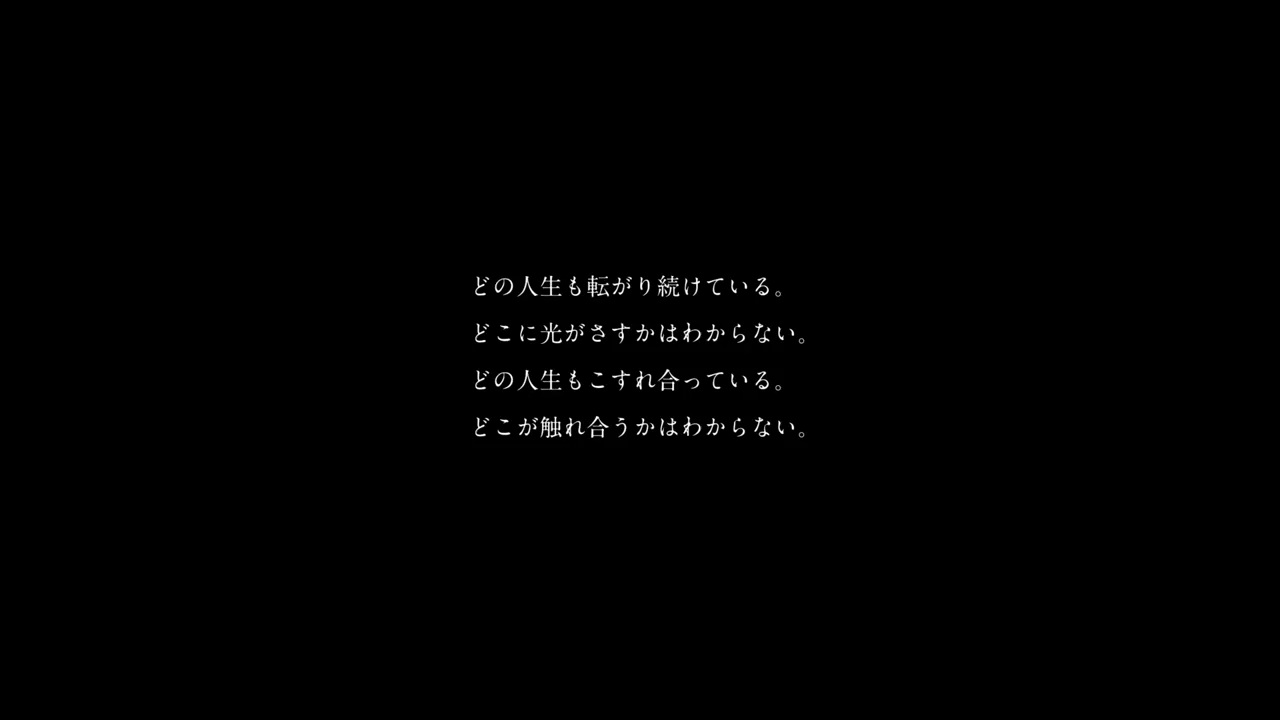 どの人生も転がり続けている。
どこに光がさすかはわからない。
どの人生もこすれ合っている。
どこが触れ合うかはわからない。